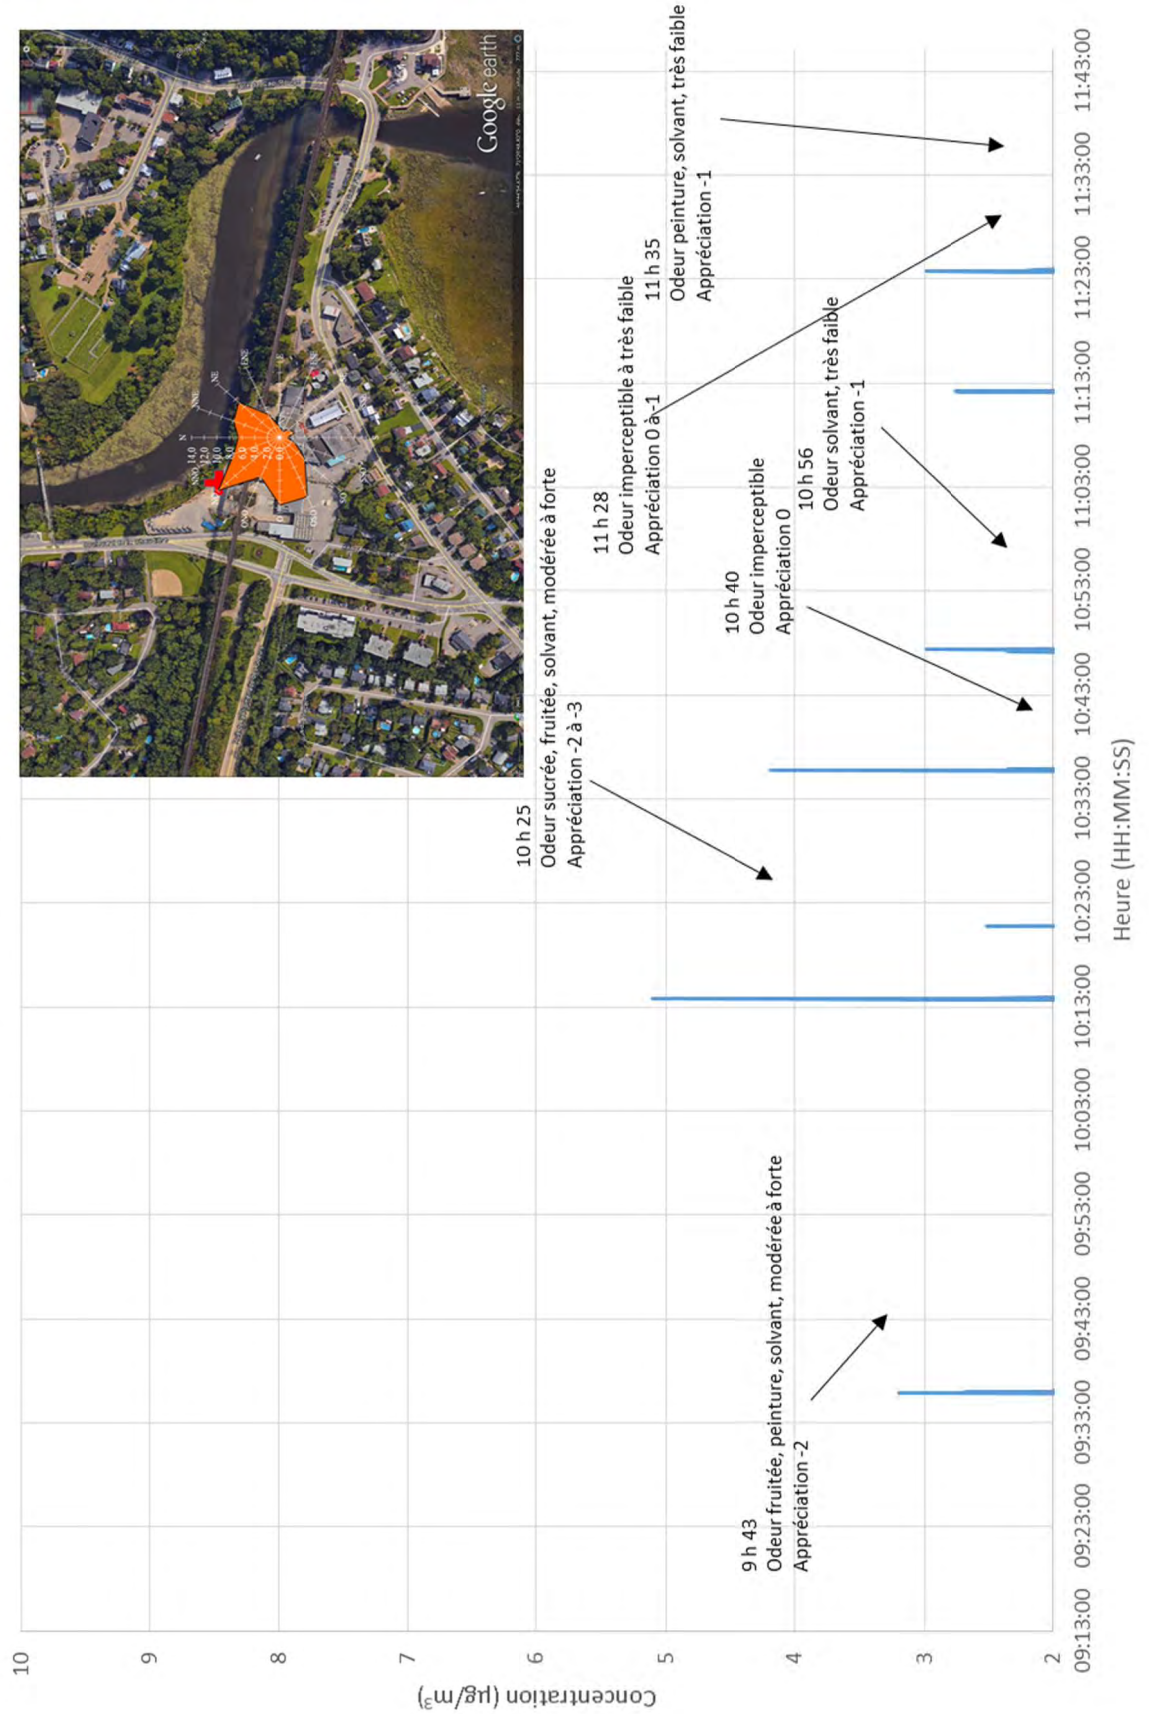 Concentration (µg/m³)
10
9
8
7
6
5
4
3
2
9 h 43
Odeur fruitée, peinture, solvant, modérée à forte
Appréciation -2
10 h 25
Odeur sucrée, fruitée, solvant, modérée à forte
Appréciation -2 à -3
10 h 40
Odeur imperceptible
Appréciation 0
10 h 56
Odeur solvant, très faible
Appréciation -1
11 h 28
Odeur imperceptible à très faible
Appréciation 0 à -1
11 h 35
Odeur peinture, solvant, très faible
Appréciation -1
N
NNE
NE
ENE
E
OSO
O
ONO
NNO
14,0
12,0
10,0
8,0
6,0
4,0
2,0
0,0
Google earth
09:13:00 09:23:00 09:33:00 09:43:00 09:53:00 10:03:00 10:13:00 10:23:00 10:33:00 10:43:00 10:53:00 11:03:00 11:13:00 11:23:00 11:33:00 11:43:00
Heure (HH:MM:SS)